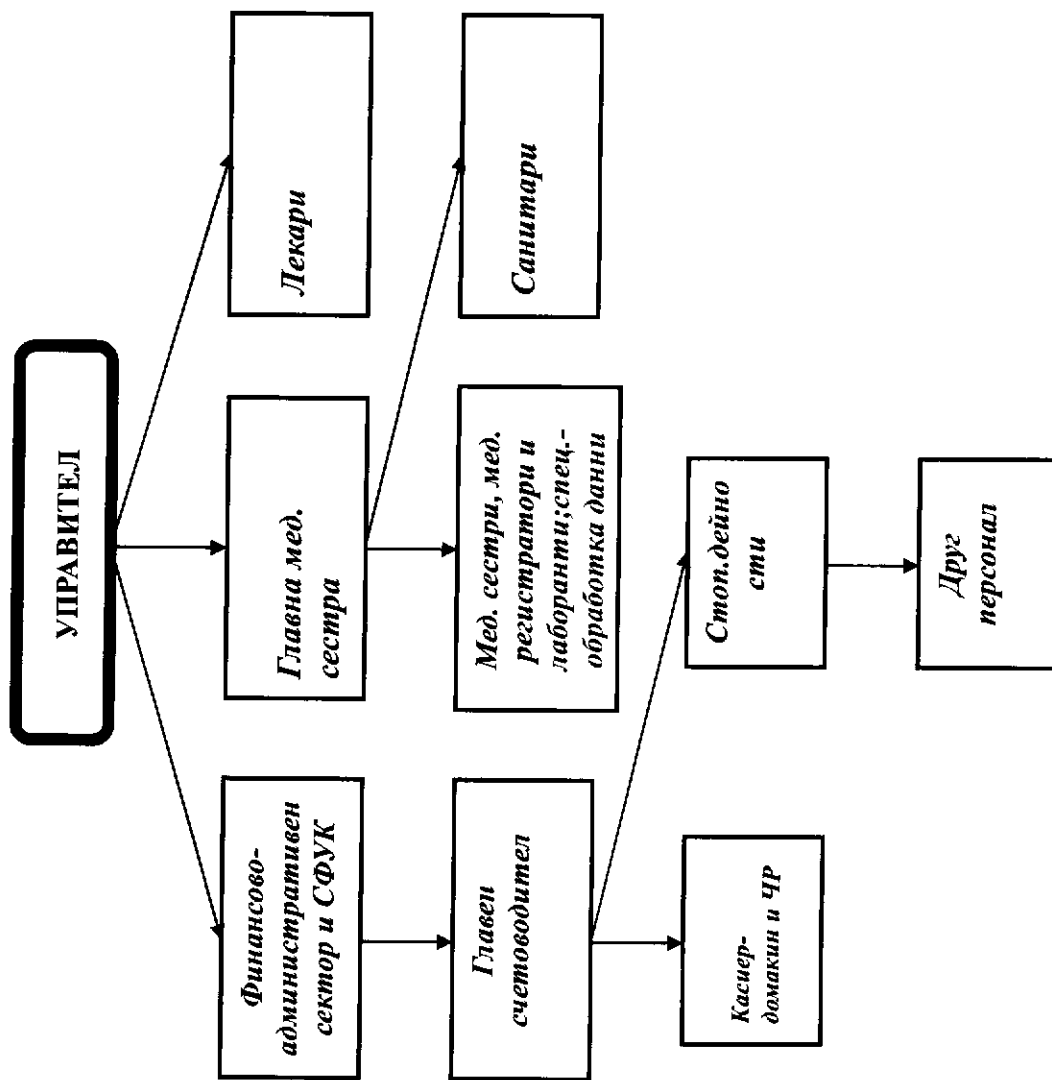 УПРАВИТЕЛ
Финансово-
административен
сектор и СФУК
Главна мед.
сестра
Лекари
Главен
счетоводител
Мед. сестри, мед.
регистратори и
лаборанти;спец.-
обработка данни
Санитари
Касиер-
домакин и ЧР
Стоп.дейно
сти
Друг
персонал